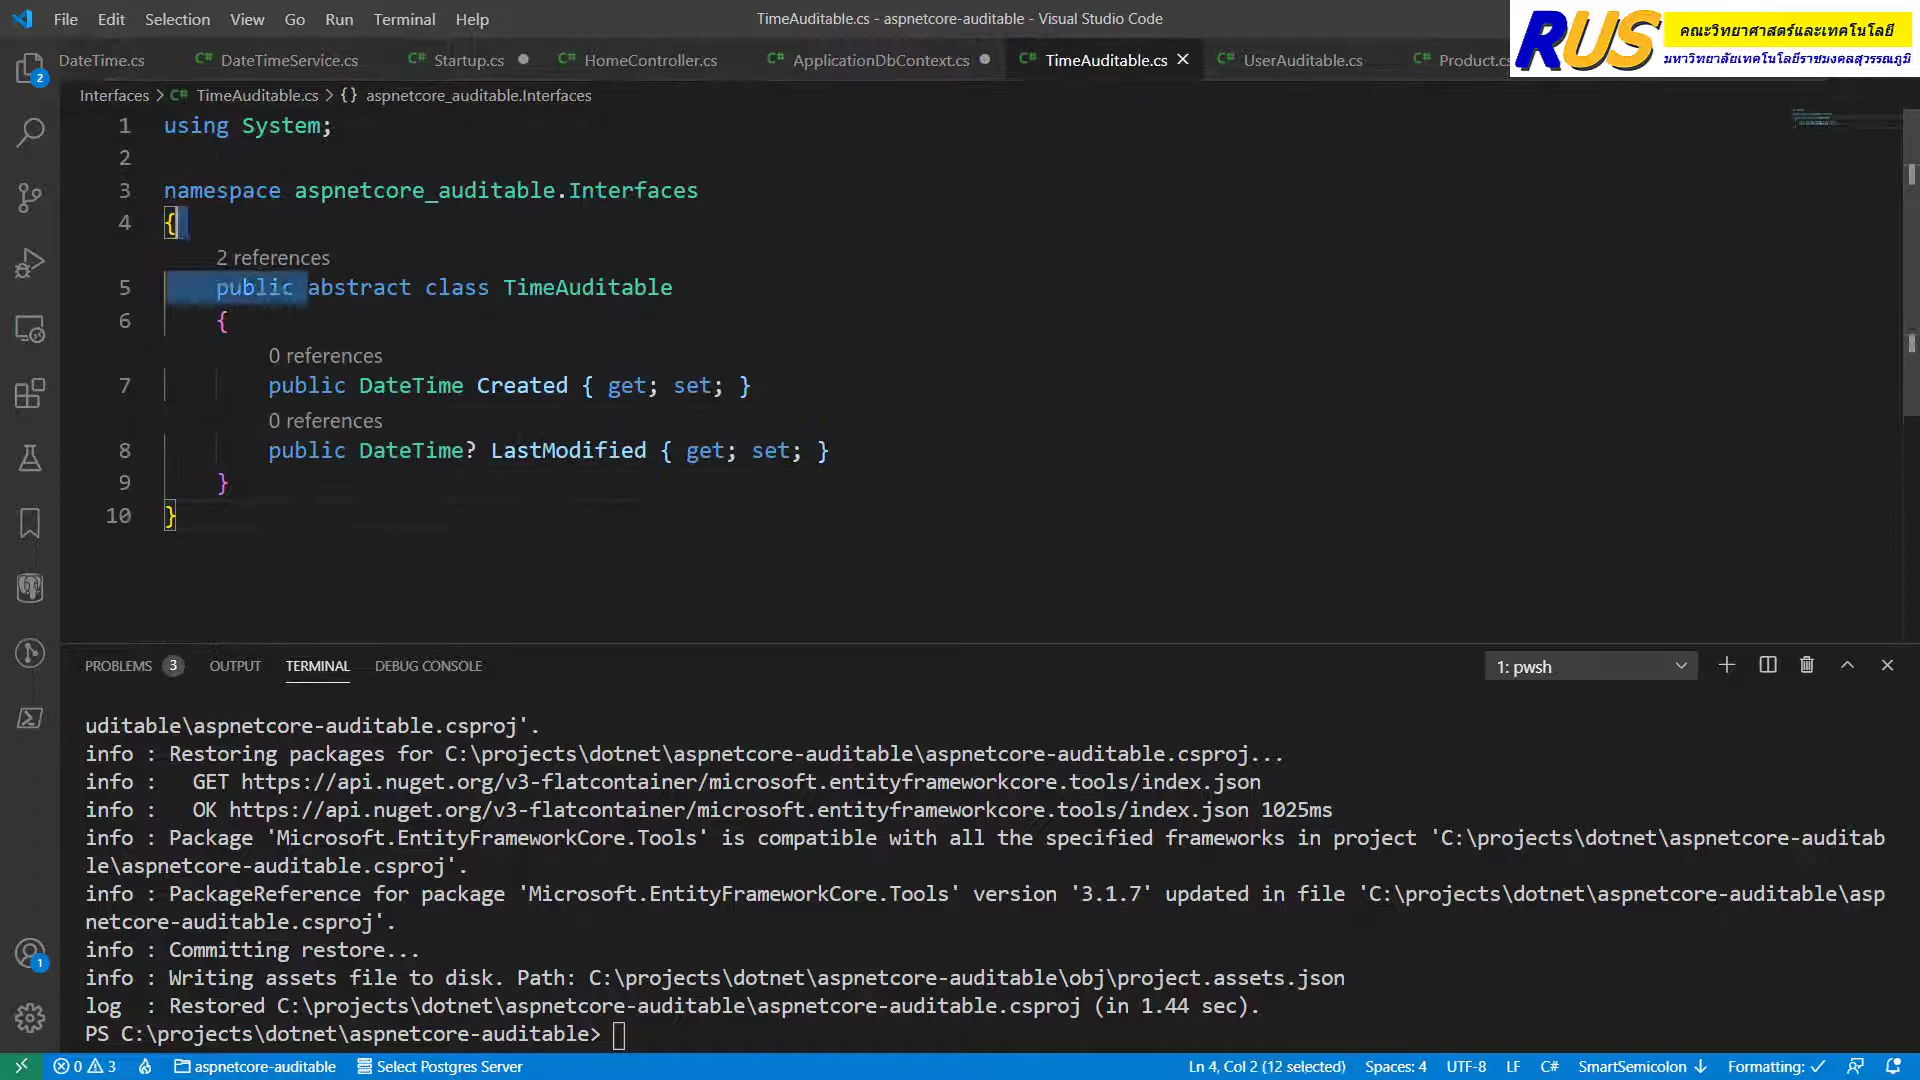 File Edit Selection View Go Run Terminal Help
TimeAuditable.cs - aspnetcore-auditable - Visual Studio Code
RUS
คณะวิทยาศาสตร์และเทคโนโลยี
มหาวิทยาลัยเทคโนโลยีราชมงคลสุวรรณภูมิ
DateTime.cs
C# DateTimeService.cs
C# Startup.cs
C# HomeController.cs
C# ApplicationDbContext.cs
C# TimeAuditable.cs
C# UserAuditable.cs
C# Product.cs
2
Interfaces > C# TimeAuditable.cs > {} aspnetcore_auditable.Interfaces
1 using System;
2
3 namespace aspnetcore_auditable.Interfaces
4 {
2 references
5 public abstract class TimeAuditable
6 {
0 references
7 public DateTime Created { get; set; }
0 references
8 public DateTime? LastModified { get; set; }
9 }
10 }
PROBLEMS 3 OUTPUT TERMINAL DEBUG CONSOLE
1: pwsh
uditable\aspnetcore-auditable.csproj'.
info : Restoring packages for C:\projects\dotnet\aspnetcore-auditable\aspnetcore-auditable.csproj...
info :   GET https://api.nuget.org/v3-flatcontainer/microsoft.entityframeworkcore.tools/index.json
info :   OK https://api.nuget.org/v3-flatcontainer/microsoft.entityframeworkcore.tools/index.json 1025ms
info : Package 'Microsoft.EntityFrameworkCore.Tools' is compatible with all the specified frameworks in project 'C:\projects\dotnet\aspnetcore-auditab
le\aspnetcore-auditable.csproj'.
info : PackageReference for package 'Microsoft.EntityFrameworkCore.Tools' version '3.1.7' updated in file 'C:\projects\dotnet\aspnetcore-auditable\asp
netcore-auditable.csproj'.
info : Committing restore...
info : Writing assets file to disk. Path: C:\projects\dotnet\aspnetcore-auditable\obj\project.assets.json
log  : Restored C:\projects\dotnet\aspnetcore-auditable\aspnetcore-auditable.csproj (in 1.44 sec).
PS C:\projects\dotnet\aspnetcore-auditable>
1
0 3 aspnetcore-auditable Select Postgres Server
Ln 4, Col 2 (12 selected) Spaces: 4 UTF-8 LF C# SmartSemicolon ↓ Formatting: ✓